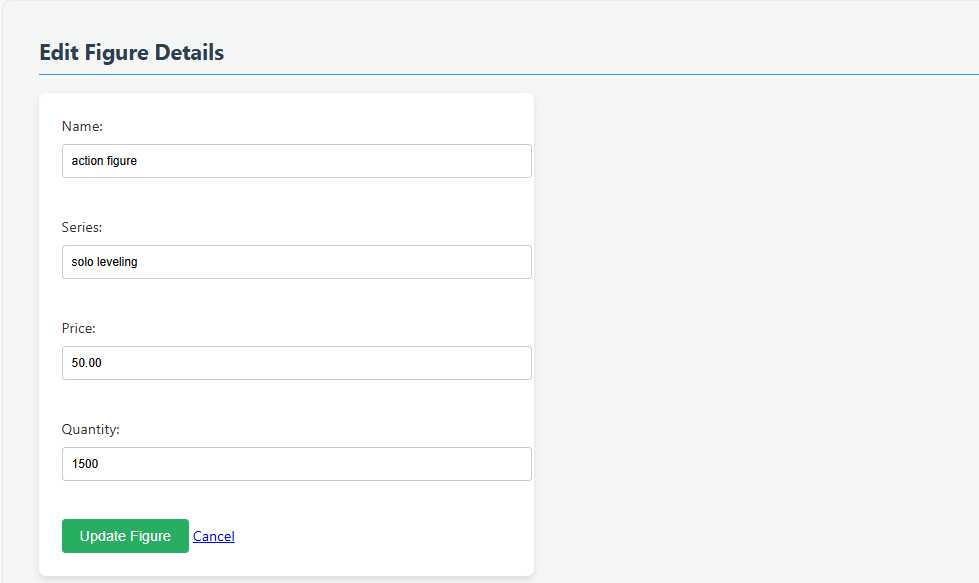 Edit Figure Details
Name:
action figure
Series:
solo leveling
Price:
50.00
Quantity:
1500
Update Figure Cancel